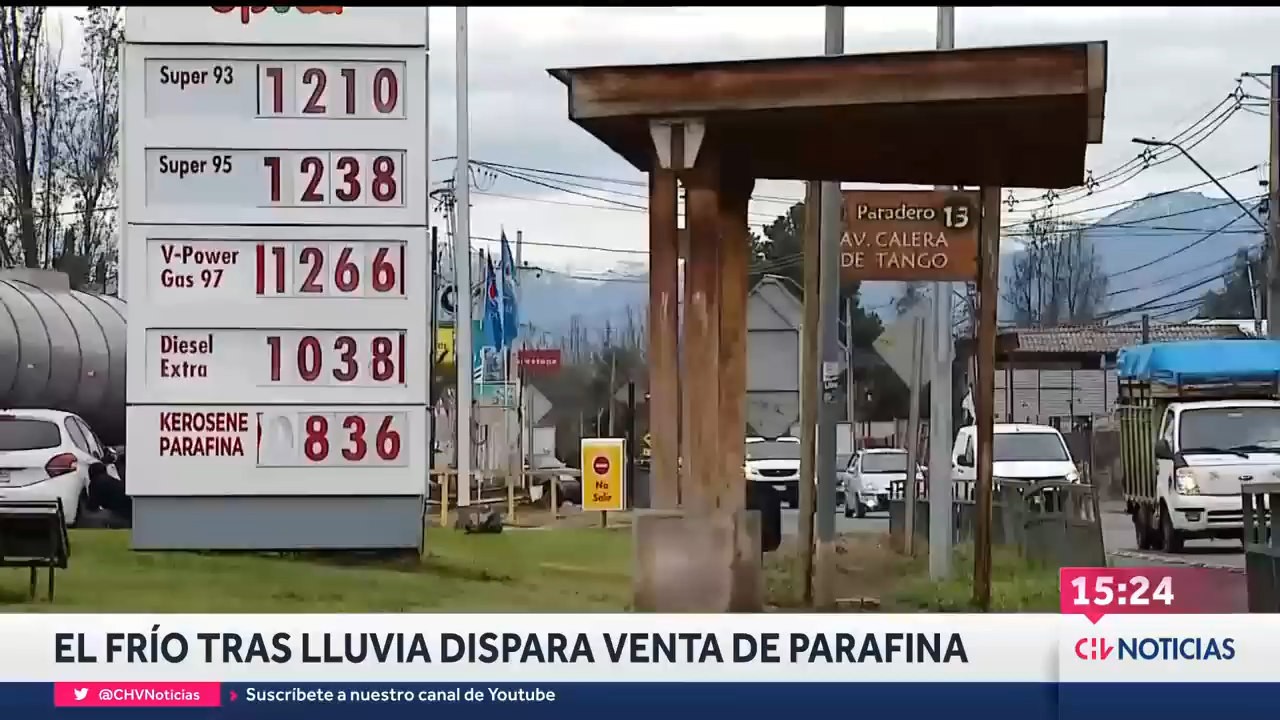 Super 93
1210
Super 95
1238
V-Power
Gas 97
1266
Diesel
Extra
1038
KEROSENE
PARAFINA
836
Paradero 13
AV. CALERA
DE TANGO
No
Salir
15:24
EL FRÍO TRAS LLUVIA DISPARA VENTA DE PARAFINA
CHV NOTICIAS
@CHVNoticias
Suscríbete a nuestro canal de Youtube